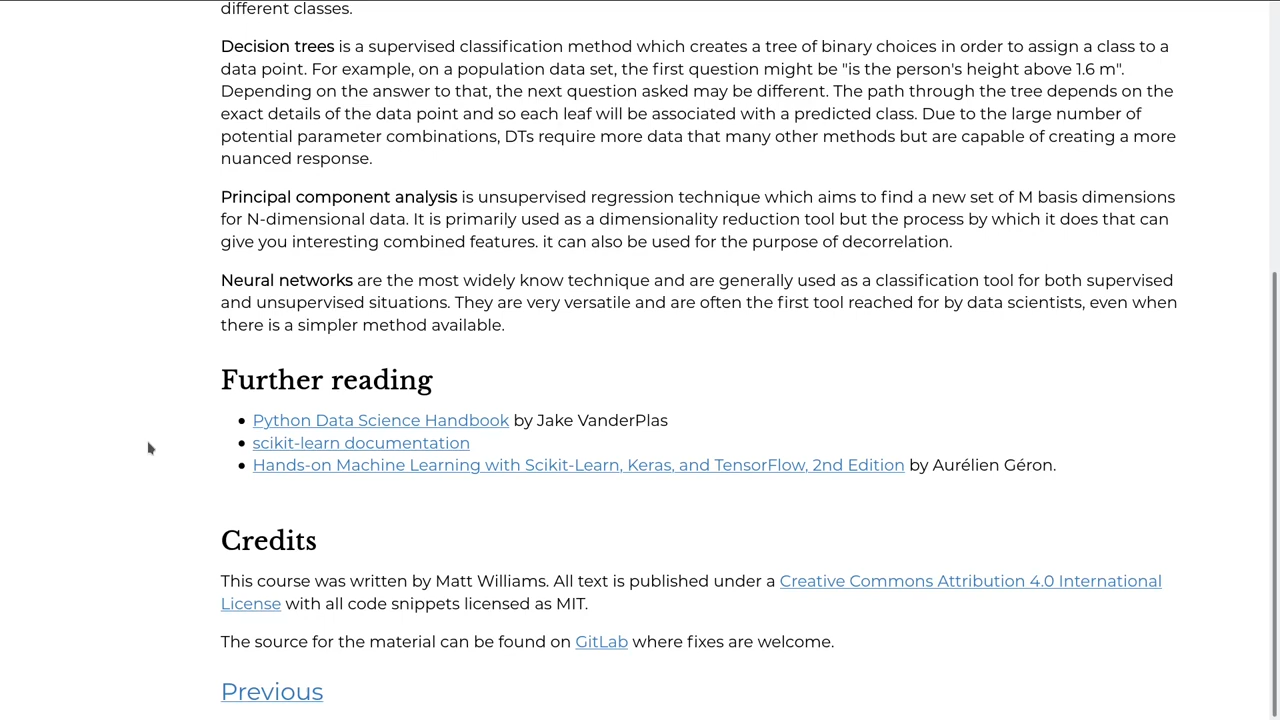 different classes.
Decision trees is a supervised classification method which creates a tree of binary choices in order to assign a class to a
data point. For example, on a population data set, the first question might be "is the person's height above 1.6 m".
Depending on the answer to that, the next question asked may be different. The path through the tree depends on the
exact details of the data point and so each leaf will be associated with a predicted class. Due to the large number of
potential parameter combinations, DTs require more data that many other methods but are capable of creating a more
nuanced response.
Principal component analysis is unsupervised regression technique which aims to find a new set of M basis dimensions
for N-dimensional data. It is primarily used as a dimensionality reduction tool but the process by which it does that can
give you interesting combined features. it can also be used for the purpose of decorrelation.
Neural networks are the most widely know technique and are generally used as a classification tool for both supervised
and unsupervised situations. They are very versatile and are often the first tool reached for by data scientists, even when
there is a simpler method available.
Further reading
• Python Data Science Handbook by Jake VanderPlas
• scikit-learn documentation
• Hands-on Machine Learning with Scikit-Learn, Keras, and TensorFlow, 2nd Edition by Aurélien Géron.
Credits
This course was written by Matt Williams. All text is published under a Creative Commons Attribution 4.0 International
License with all code snippets licensed as MIT.
The source for the material can be found on GitLab where fixes are welcome.
Previous